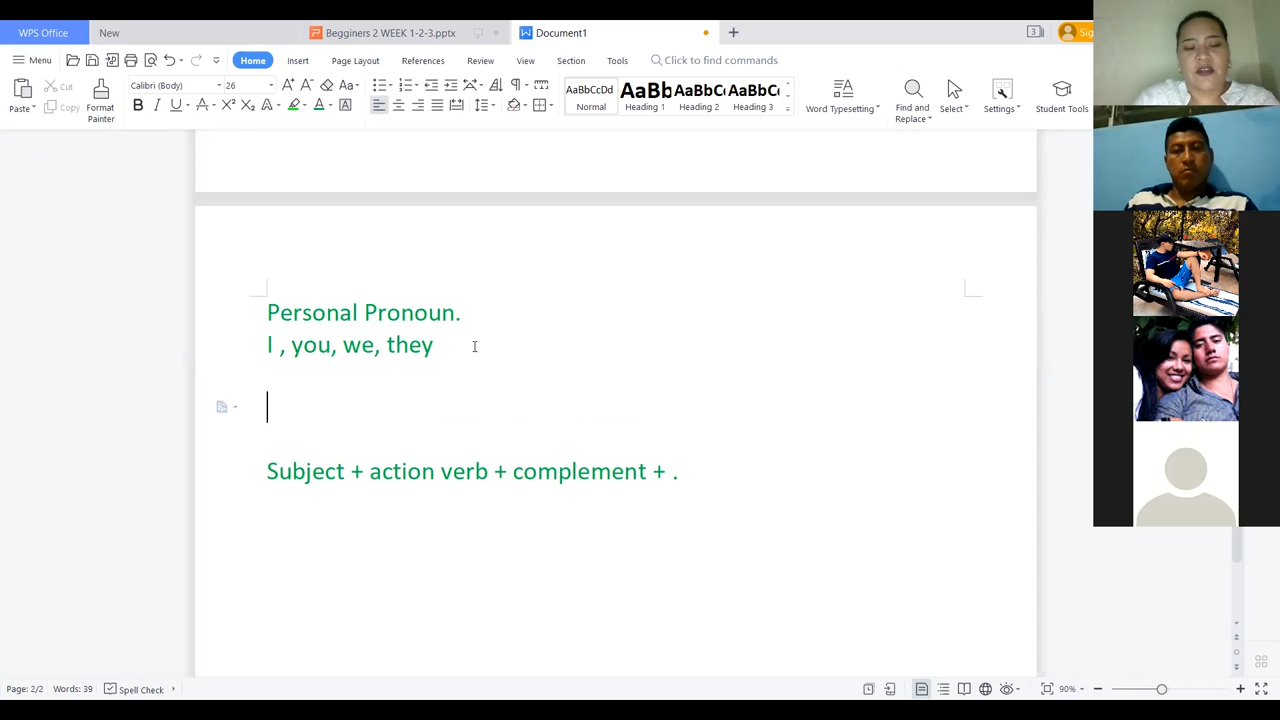 WPS Office
New
Begginers 2 WEEK 1-2-3.pptx
Document1
3
Menu
Home
Insert
Page Layout
References
Review
View
Section
Tools
Click to find commands
Paste
Cut
Copy
Format Painter
Calibri (Body)
26
AaBbCcDd
Normal
AaBb
Heading 1
AaBbC
Heading 2
AaBbC
Heading 3
Word Typesetting
Find and Replace
Select
Settings
Student Tools
Personal Pronoun.
I , you, we, they
Subject + action verb + complement + .
Page: 2/2
Words: 39
Spell Check
90%